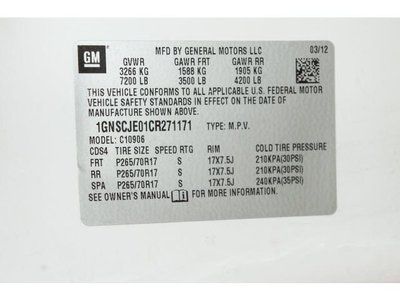 GM
MFD BY GENERAL MOTORS LLC 03/12
GVWR GAWR FRT GAWR RR
3266 KG 1588 KG 1905 KG
7200 LB 3500 LB 4200 LB
THIS VEHICLE CONFORMS TO ALL APPLICABLE U.S. FEDERAL MOTOR
VEHICLE SAFETY STANDARDS IN EFFECT ON THE DATE OF
MANUFACTURE SHOWN ABOVE.
1GNSCJE01CR271171 TYPE: M.P.V.
MODEL: C10906
CDS4 TIRE SIZE SPEED RTG RIM COLD TIRE PRESSURE
FRT P265/70R17 S 17X7.5J 210KPA(30PSI)
RR P265/70R17 S 17X7.5J 210KPA(30PSI)
SPA P265/70R17 S 17X7.5J 240KPA(35PSI)
SEE OWNER'S MANUAL FOR MORE INFORMATION.